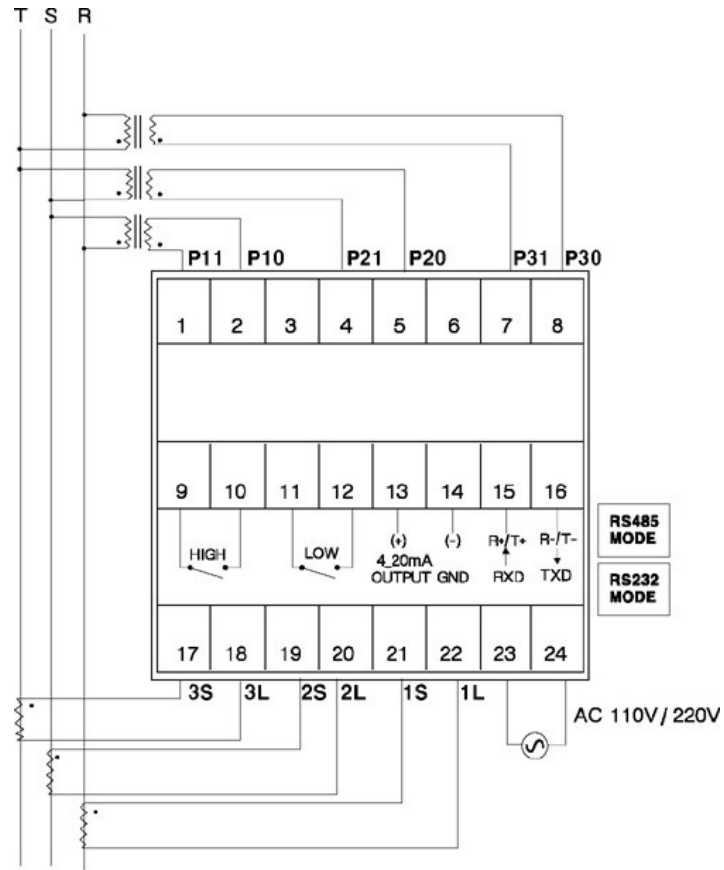 T S R
P11 P10 P21 P20 P31 P30
1 2 3 4 5 6 7 8
9 10 11 12 13 14 15 16
RS485
MODE
(+) (-) R+/T+ R-/T-
HIGH LOW 4_20mA
OUTPUT GND RXD TXD
RS232
MODE
17 18 19 20 21 22 23 24
3S 3L 2S 2L 1S 1L
AC 110V / 220V